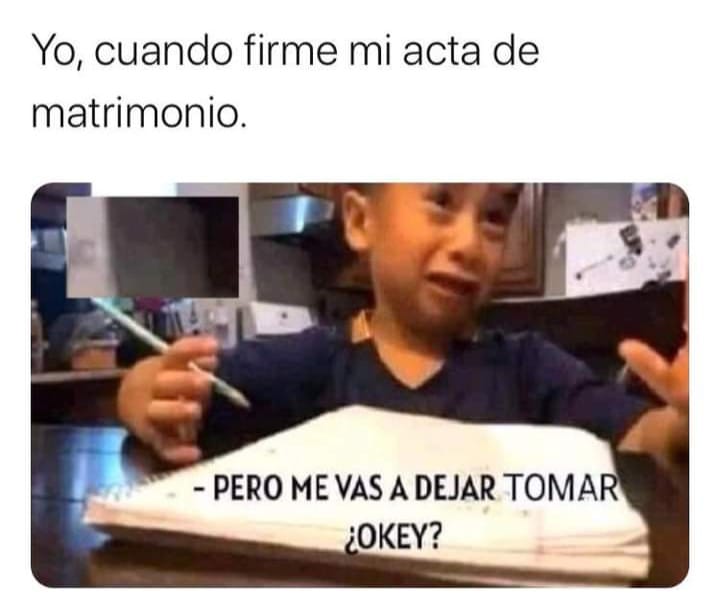 Yo, cuando firme mi acta de
matrimonio.
- PERO ME VAS A DEJAR TOMAR
¿OKEY?